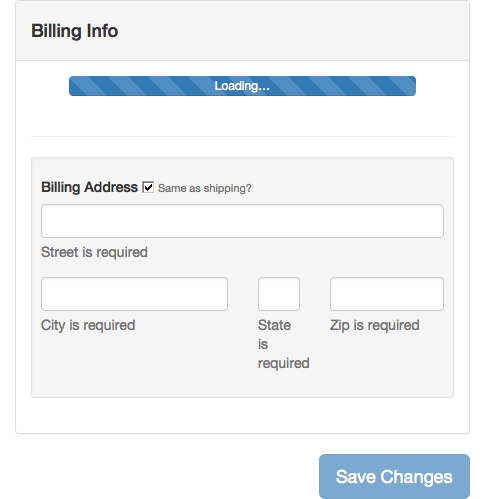 Billing Info
Loading...
Billing Address Same as shipping?
Street is required
City is required
State is required
Zip is required
Save Changes